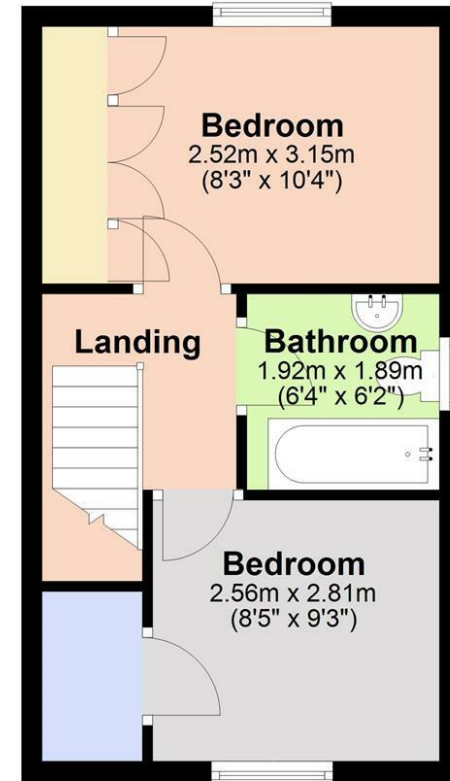 Bedroom
2.52m x 3.15m
(8'3" x 10'4")
Landing
Bathroom
1.92m x 1.89m
(6'4" x 6'2")
Bedroom
2.56m x 2.81m
(8'5" x 9'3")